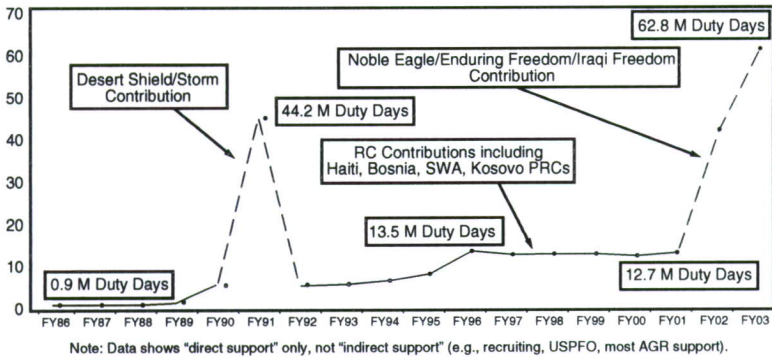 70
60
50
40
30
20
10
0
62.8 M Duty Days
Noble Eagle/Enduring Freedom/Iraqi Freedom
Contribution
Desert Shield/Storm
Contribution
44.2 M Duty Days
RC Contributions including
Haiti, Bosnia, SWA, Kosovo PRCs
13.5 M Duty Days
0.9 M Duty Days
12.7 M Duty Days
FY86 FY87 FY88 FY89 FY90 FY91 FY92 FY93 FY94 FY95 FY96 FY97 FY98 FY99 FY00 FY01 FY02 FY03
Note: Data shows "direct support" only, not "indirect support" (e.g., recruiting, USPFO, most AGR support).